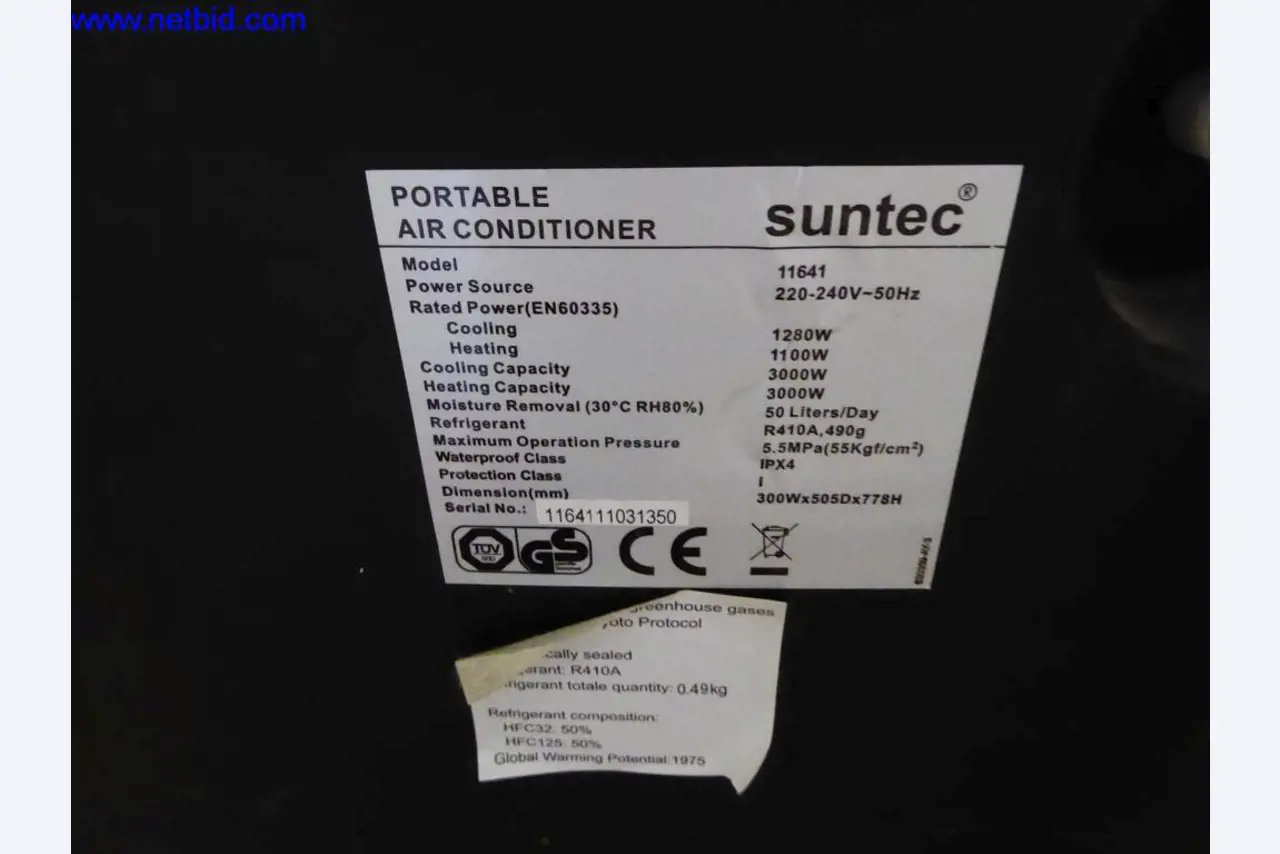 www.netbid.com
PORTABLE
AIR CONDITIONER
suntec®
Model 11641
Power Source 220-240V~50Hz
Rated Power(EN60335)
Cooling 1280W
Heating 1100W
Cooling Capacity 3000W
Heating Capacity 3000W
Moisture Removal (30°C RH80%) 50 Liters/Day
Refrigerant R410A,490g
Maximum Operation Pressure 5.5MPa(55Kgf/cm²)
Waterproof Class IPX4
Protection Class I
Dimension(mm) 300Wx505Dx778H
Serial No.: 1164111031350
TÜV
GS
CE
greenhouse gases
oto Protocol
cally sealed
erant: R410A
rigerant totale quantity: 0.49kg
Refrigerant composition:
HFC32: 50%
HFC125: 50%
Global Warming Potential:1975